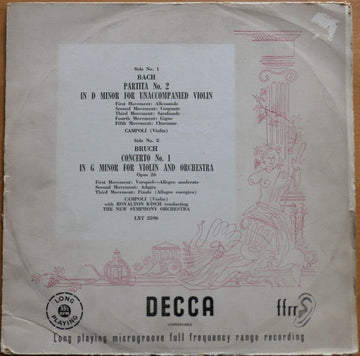 Side No. 1
BACH
PARTITA No. 2
IN D MINOR FOR UNACCOMPANIED VIOLIN
First Movement: Allemande
Second Movement: Courante
Third Movement: Sarabande
Fourth Movement: Gigue
Fifth Movement: Chaconne
CAMPOLI (Violin)
Side No. 2
BRUCH
CONCERTO No. 1
IN G MINOR FOR VIOLIN AND ORCHESTRA
Opus 26
First Movement: Vorspiel—Allegro moderato
Second Movement: Adagio
Third Movement: Finale (Allegro energico)
CAMPOLI (Violin)
with ROYALTON KISCH conducting
THE NEW SYMPHONY ORCHESTRA
LXT 2596
LONG
33⅓
PLAYING
DECCA
ffrr
UNBREAKABLE
Long playing microgroove full frequency range recording